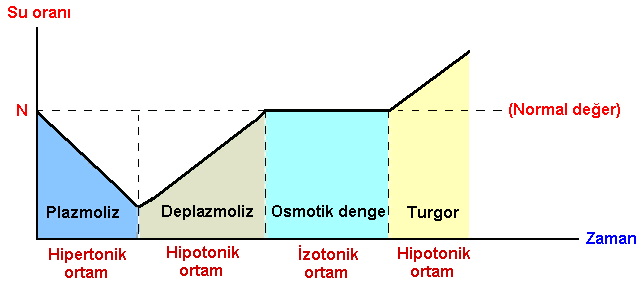 Su oranı
N
(Normal değer)
Plazmoliz
Deplazmoliz
Osmotik denge
Turgor
Zaman
Hipertonik
ortam
Hipotonik
ortam
İzotonik
ortam
Hipotonik
ortam